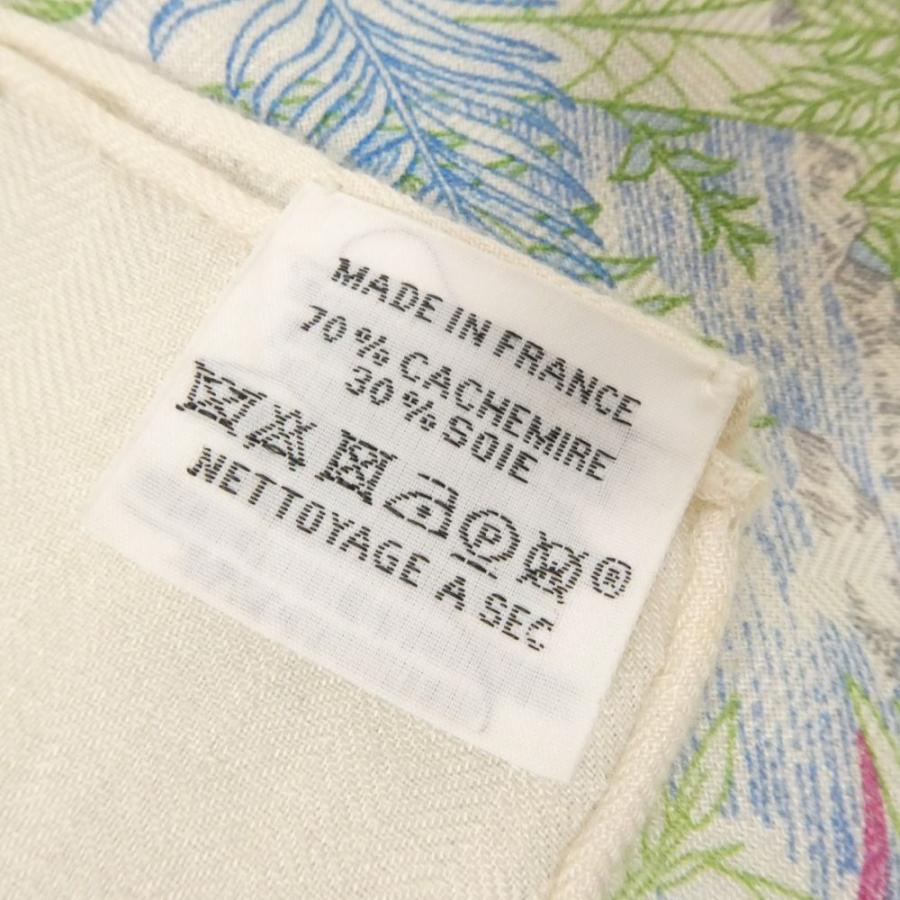 MADE IN FRANCE
70% CACHEMIRE
30% SOIE
P W ®
NETTOYAGE A SEC